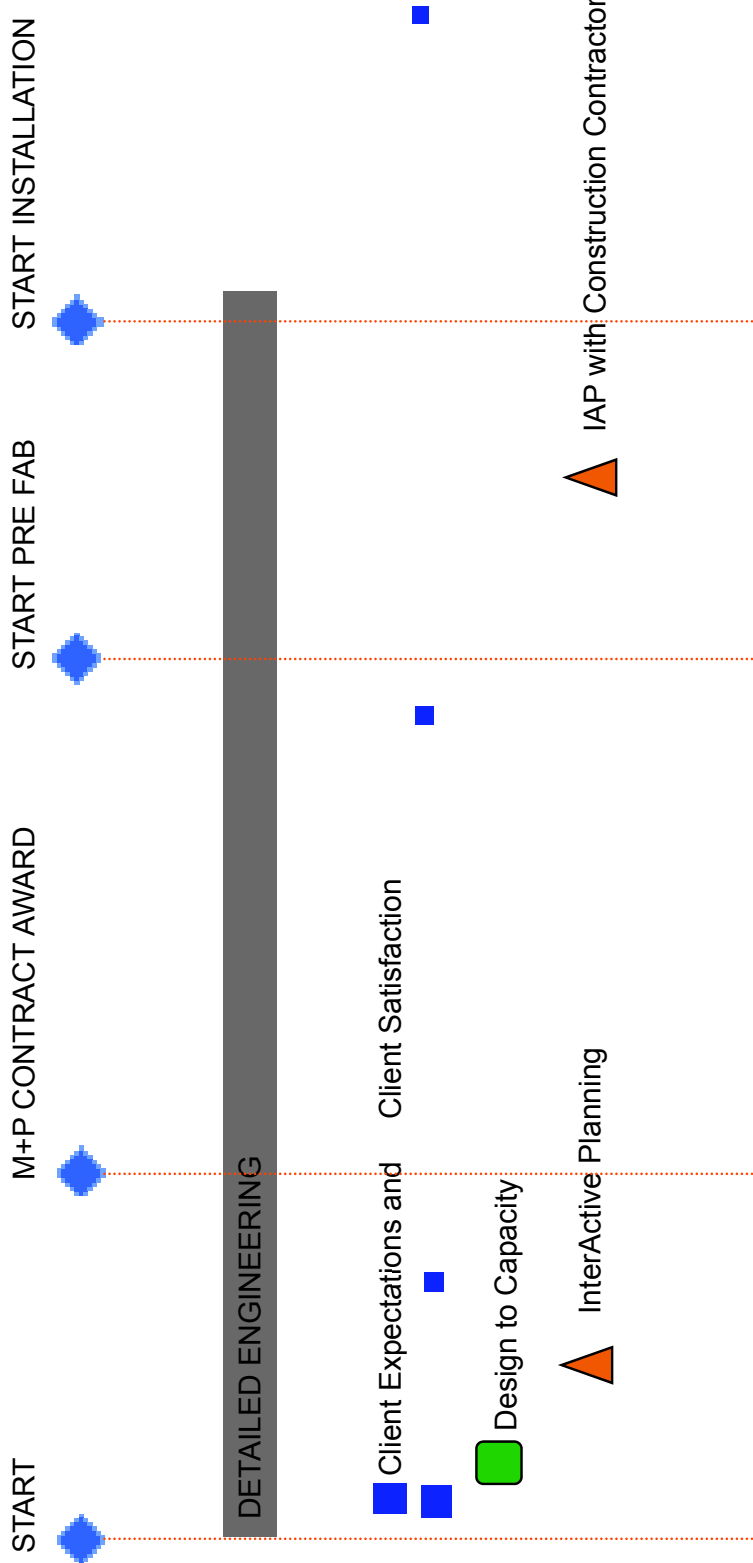 START
M+P CONTRACT AWARD
START PRE FAB
START INSTALLATION
DETAILED ENGINEERING
Client Expectations and Client Satisfaction
Design to Capacity
InterActive Planning
IAP with Construction Contractor